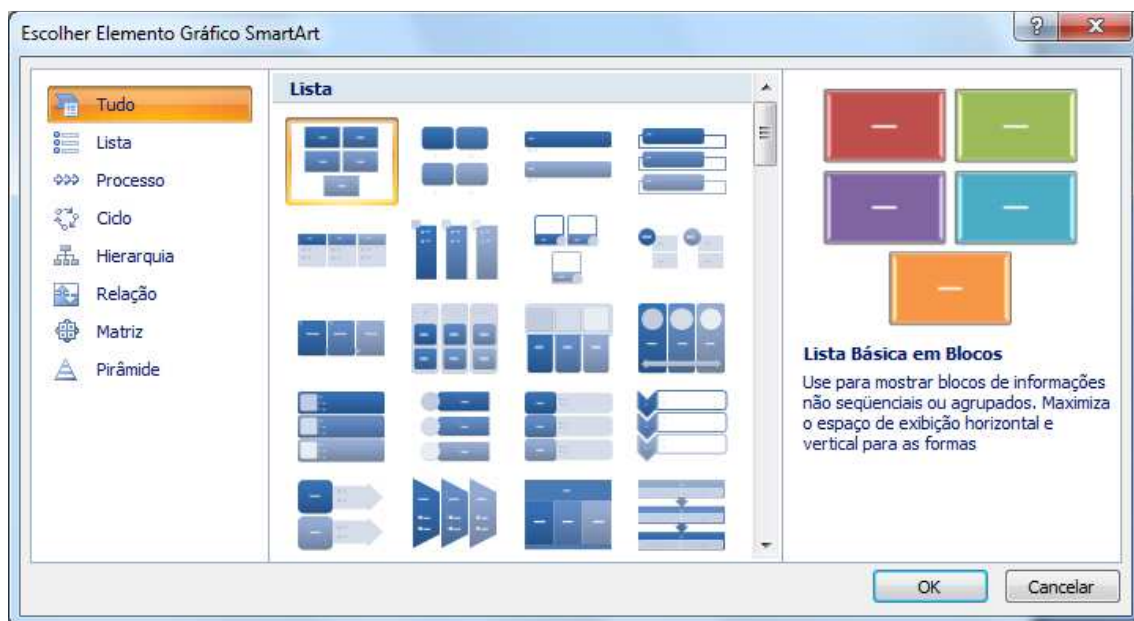 Escolher Elemento Gráfico SmartArt
Tudo
Lista
Processo
Ciclo
Hierarquia
Relação
Matriz
Pirâmide
Lista
Lista Básica em Blocos
Use para mostrar blocos de informações
não seqüenciais ou agrupados. Maximiza
o espaço de exibição horizontal e
vertical para as formas
OK
Cancelar